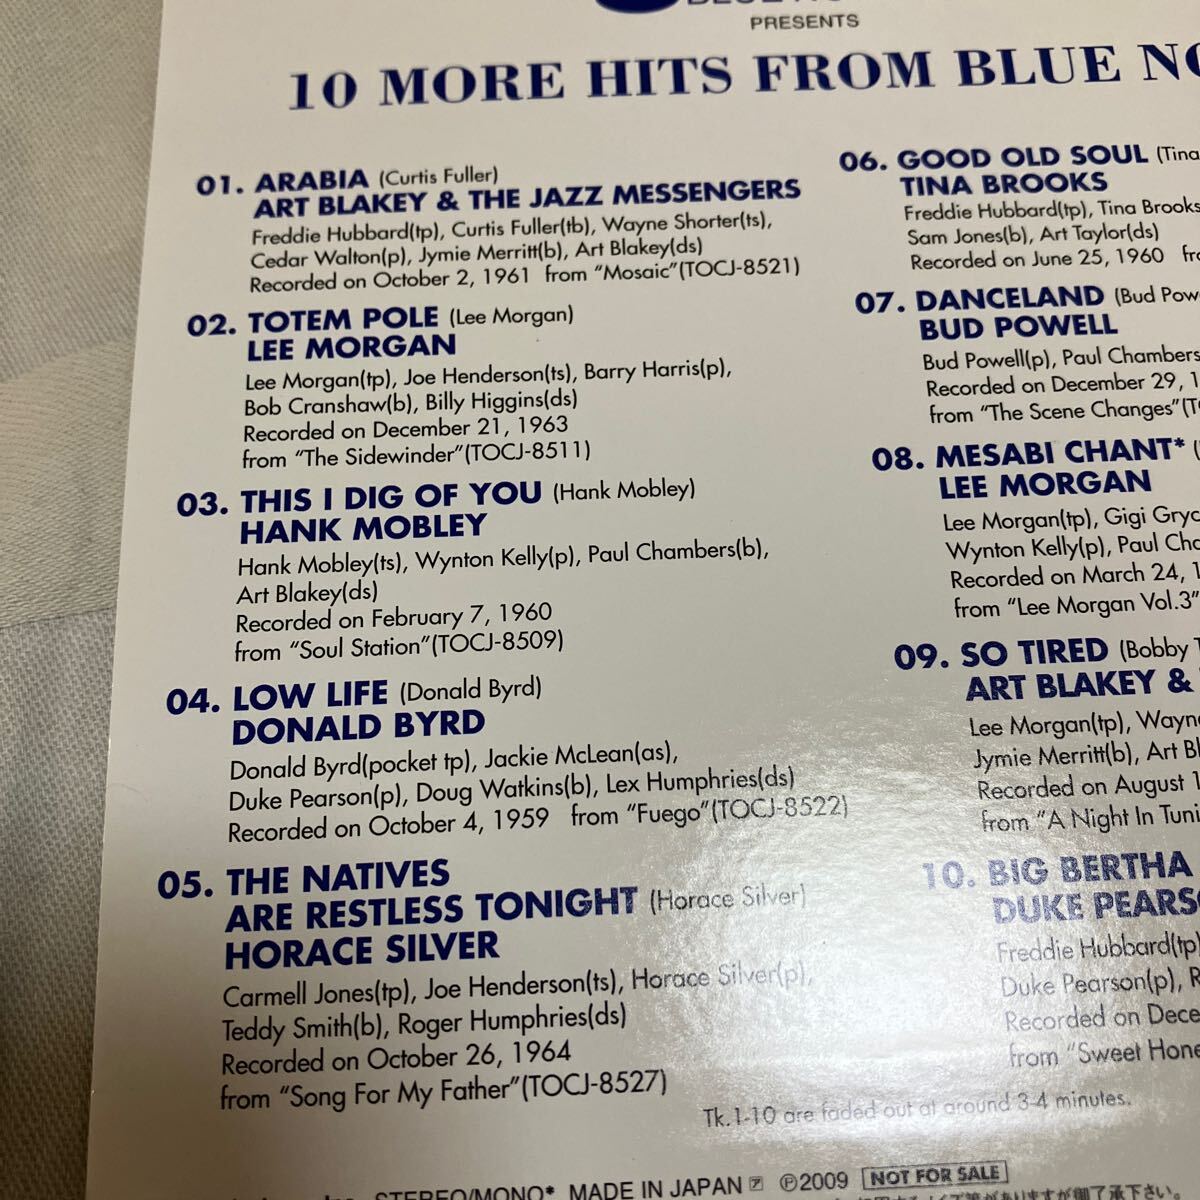 PRESENTS
10 MORE HITS FROM BLUE
01. ARABIA (Curtis Fuller)
ART BLAKEY & THE JAZZ MESSENGERS
Freddie Hubbard(tp), Curtis Fuller(tb), Wayne Shorter(ts),
Cedar Walton(p), Jymie Merritt(b), Art Blakey(ds)
Recorded on October 2, 1961 from "Mosaic"(TOCJ-8521)
02. TOTEM POLE (Lee Morgan)
LEE MORGAN
Lee Morgan(tp), Joe Henderson(ts), Barry Harris(p),
Bob Cranshaw(b), Billy Higgins(ds)
Recorded on December 21, 1963
from "The Sidewinder"(TOCJ-8511)
03. THIS I DIG OF YOU (Hank Mobley)
HANK MOBLEY
Hank Mobley(ts), Wynton Kelly(p), Paul Chambers(b),
Art Blakey(ds)
Recorded on February 7, 1960
from "Soul Station"(TOCJ-8509)
04. LOW LIFE (Donald Byrd)
DONALD BYRD
Donald Byrd(pocket tp), Jackie McLean(as),
Duke Pearson(p), Doug Watkins(b), Lex Humphries(ds)
Recorded on October 4, 1959 from "Fuego"(TOCJ-8522)
05. THE NATIVES
ARE RESTLESS TONIGHT (Horace Silver)
HORACE SILVER
Carmell Jones(tp), Joe Henderson(ts), Horace Silver(p),
Teddy Smith(b), Roger Humphries(ds)
Recorded on October 26, 1964
from "Song For My Father"(TOCJ-8527)
06. GOOD OLD SOUL (Tina
TINA BROOKS
Freddie Hubbard(tp), Tina Brooks
Sam Jones(b), Art Taylor(ds)
Recorded on June 25, 1960
07. DANCELAND (Bud
BUD POWELL
Bud Powell(p), Paul Chambers
Recorded on December 29,
from "The Scene Changes"
08. MESABI CHANT*
LEE MORGAN
Lee Morgan(tp), Gigi
Wynton Kelly(p), Paul
Recorded on March 24,
from "Lee Morgan Vol.3"
09. SO TIRED (Bobby
ART BLAKEY &
Lee Morgan(tp),
Jymie Merritt(b), Art
Recorded on August
from "A Night In
10. BIG BERTHA
DUKE
Freddie Hubbard(tp)
Duke Pearson(p),
Recorded on
from "Sweet
Tk.1-10 are faded out at around 3-4 minutes.
STEREO/MONO* MADE IN JAPAN ℗2009 NOT FOR SALE